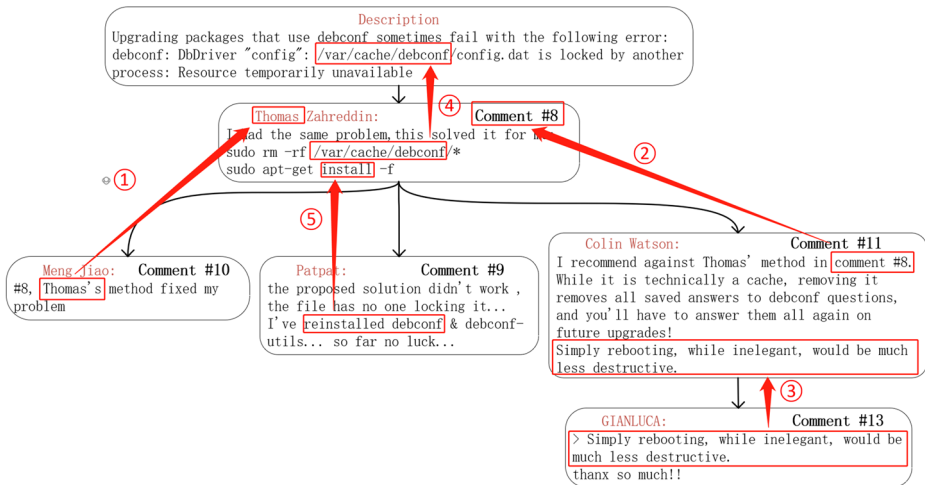 Description
Upgrading packages that use debconf sometimes fail with the following error:
debconf: DbDriver "config": /var/cache/debconf/config.dat is locked by another
process: Resource temporarily unavailable
④
Thomas Zahreddin: Comment #8
I had the same problem,this solved it for
sudo rm -rf /var/cache/debconf/*
sudo apt-get install -f
②
①
⑤
Meng Jiao: Comment #10
#8, Thomas's method fixed my
problem
Patpat: Comment #9
the proposed solution didn't work ,
the file has no one locking it...
I've reinstalled debconf & debconf-
utils... so far no luck...
Colin Watson: Comment #11
I recommend against Thomas' method in comment #8.
While it is technically a cache, removing it
removes all saved answers to debconf questions,
and you'll have to answer them all again on
future upgrades!
Simply rebooting, while inelegant, would be much
less destructive.
③
GIANLUCA: Comment #13
> Simply rebooting, while inelegant, would be
much less destructive.
thanx so much!!